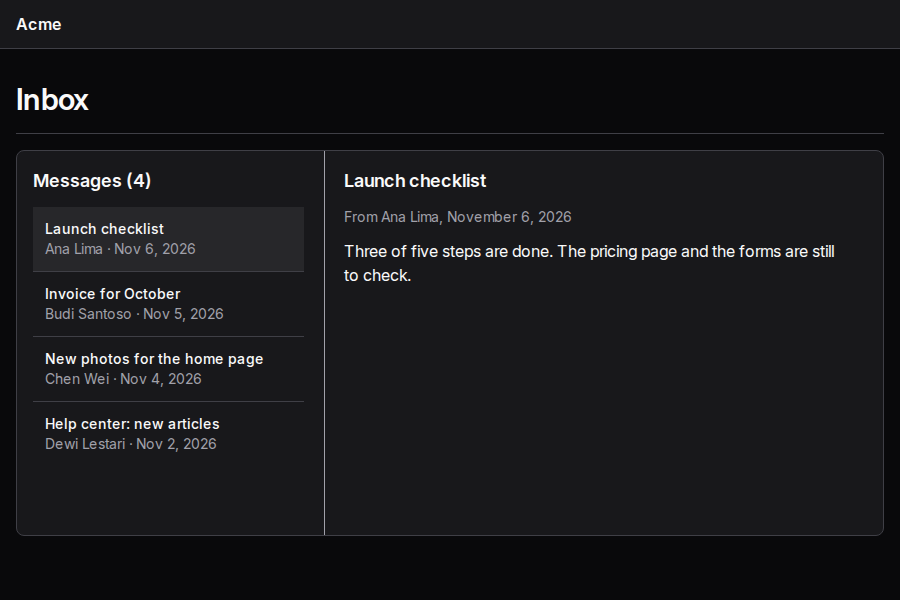 Acme
Inbox
Messages (4)
Launch checklist
Ana Lima · Nov 6, 2026
Invoice for October
Budi Santoso · Nov 5, 2026
New photos for the home page
Chen Wei · Nov 4, 2026
Help center: new articles
Dewi Lestari · Nov 2, 2026
Launch checklist
From Ana Lima, November 6, 2026
Three of five steps are done. The pricing page and the forms are still
to check.